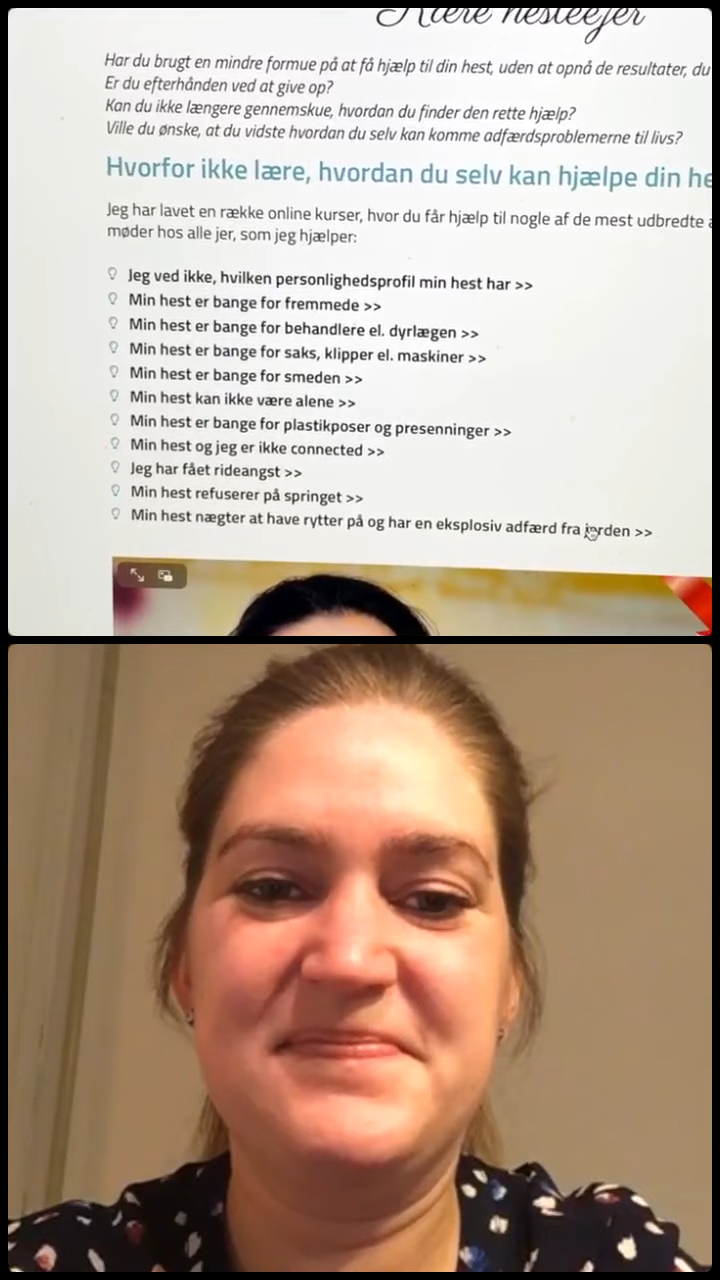 Kære hesteejer
Har du brugt en mindre formue på at få hjælp til din hest, uden at opnå de resultater, du
Er du efterhånden ved at give op?
Kan du ikke længere gennemskue, hvordan du finder den rette hjælp?
Ville du ønske, at du vidste hvordan du selv kan komme adfærdsproblemerne til livs?
Hvorfor ikke lære, hvordan du selv kan hjælpe din he
Jeg har lavet en række online kurser, hvor du får hjælp til nogle af de mest udbredte a
møder hos alle jer, som jeg hjælper:
Jeg ved ikke, hvilken personlighedsprofil min hest har >>
Min hest er bange for fremmede >>
Min hest er bange for behandlere el. dyrlægen >>
Min hest er bange for saks, klipper el. maskiner >>
Min hest er bange for smeden >>
Min hest kan ikke være alene >>
Min hest er bange for plastikposer og presenninger >>
Min hest og jeg er ikke connected >>
Jeg har fået rideangst >>
Min hest refuserer på springet >>
Min hest nægter at have rytter på og har en eksplosiv adfærd fra jorden >>